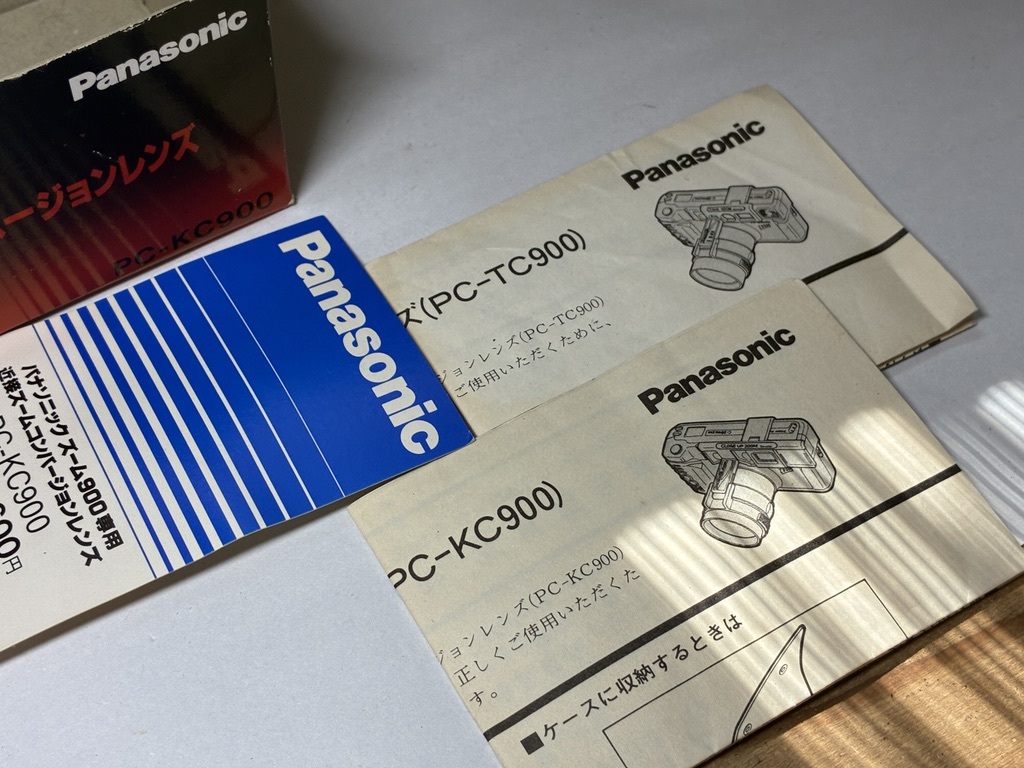 Panasonic
ージョンレンズ
PC-KC900
Panasonic
パナソニック ズーム900専用
近接ズームコンバージョンレンズ
PC-KC900
00円
Panasonic
ズ(PC-TC900)
ジョンレンズ(PC-TC900)
ご使用いただくために、
Panasonic
PC-KC900)
ジョンレンズ(PC-KC900)
正しくご使用いただくた
す。
■ケースに収納するときは